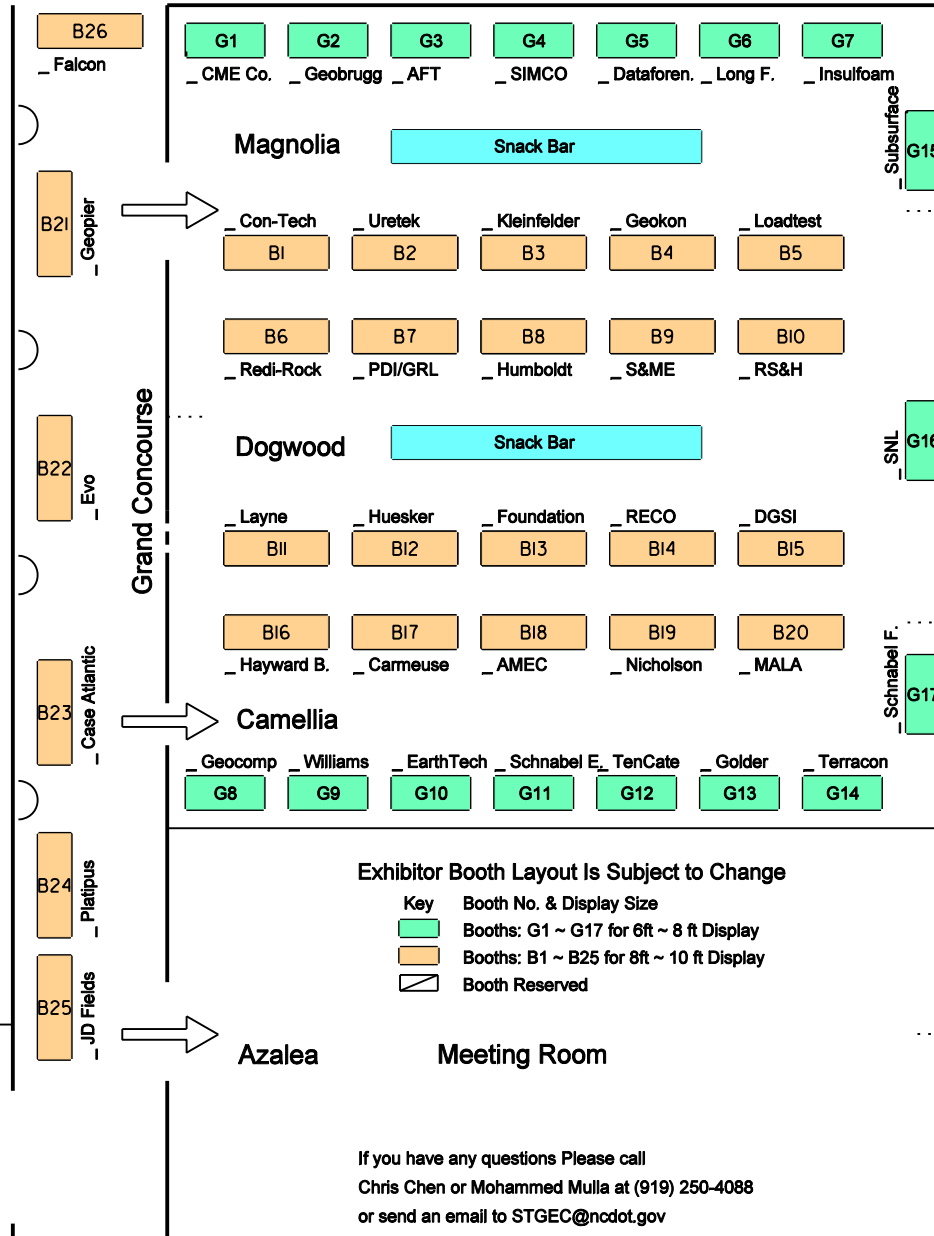 B26
_ Falcon
G1 G2 G3 G4 G5 G6 G7
_ CME Co. _ Geobrugg _ AFT _ SIMCO _ Dataforen. _ Long F. _ Insulfoam
Magnolia
Snack Bar
_ Subsurface
G15
B21
_ Geopier
_ Con-Tech _ Uretek _ Kleinfelder _ Geokon _ Loadtest
B1 B2 B3 B4 B5
B6 B7 B8 B9 B10
_ Redi-Rock _ PDI/GRL _ Humboldt _ S&ME _ RS&H
Grand Concourse
Dogwood
Snack Bar
_ SNL
G16
B22
_ Evo
_ Layne _ Huesker _ Foundation _ RECO _ DGSI
B11 B12 B13 B14 B15
B16 B17 B18 B19 B20
_ Hayward B. _ Carmeuse _ AMEC _ Nicholson _ MALA
_ Schnabel F.
G17
B23
_ Case Atlantic
Camellia
_ Geocomp _ Williams _ EarthTech _ Schnabel E. _ TenCate _ Golder _ Terracon
G8 G9 G10 G11 G12 G13 G14
B24
_ Platipus
B25
_ JD Fields
Exhibitor Booth Layout Is Subject to Change
Key Booth No. & Display Size
Booths: G1 ~ G17 for 6ft ~ 8 ft Display
Booths: B1 ~ B25 for 8ft ~ 10 ft Display
Booth Reserved
Azalea Meeting Room
If you have any questions Please call
Chris Chen or Mohammed Mulla at (919) 250-4088
or send an email to STGEC@ncdot.gov